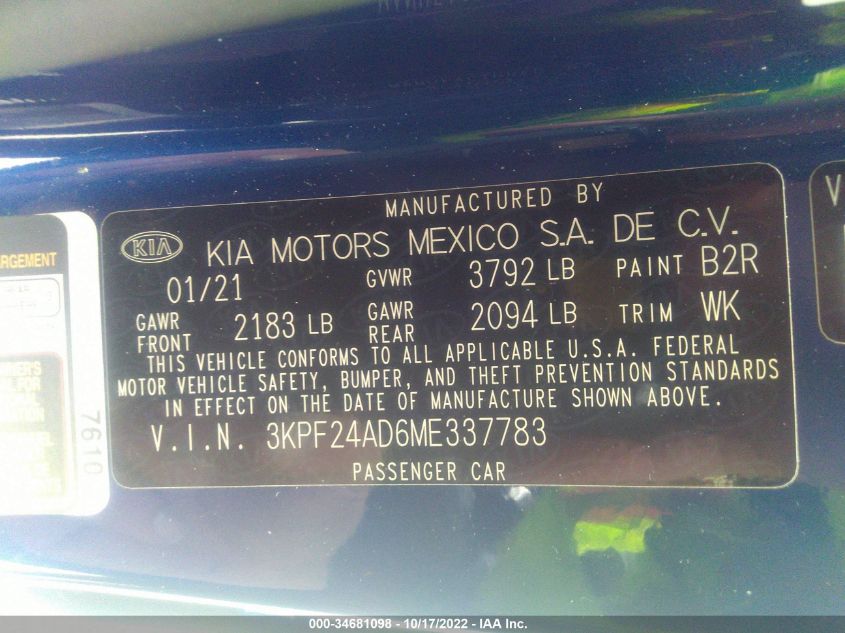 MANUFACTURED BY
KIA KIA MOTORS MEXICO S.A. DE C.V.
01/21 GVWR 3792 LB PAINT B2R
GAWR FRONT 2183 LB GAWR REAR 2094 LB TRIM WK
THIS VEHICLE CONFORMS TO ALL APPLICABLE U.S.A. FEDERAL
MOTOR VEHICLE SAFETY, BUMPER, AND THEFT PREVENTION STANDARDS
IN EFFECT ON THE DATE OF MANUFACTURE SHOWN ABOVE.
V.I.N. 3KPF24AD6ME337783
PASSENGER CAR
7610
000-34681098 - 10/17/2022 - IAA Inc.